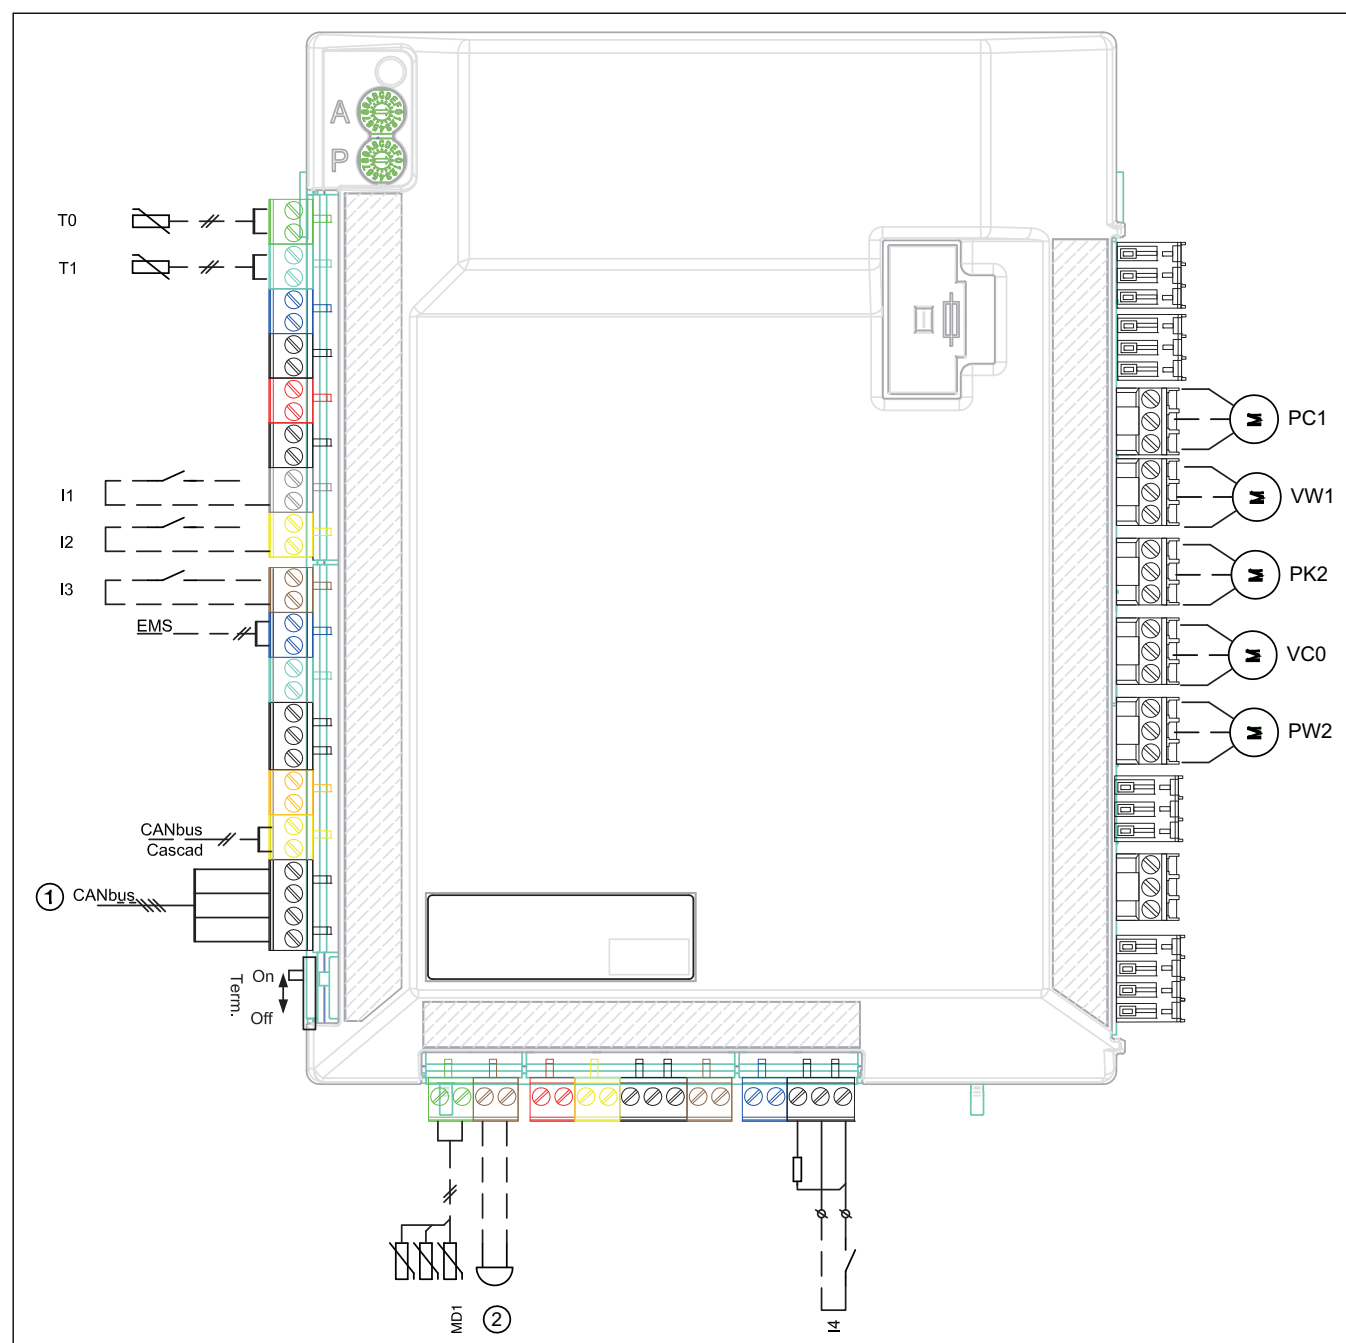 A
P
T0
T1
I1
I2
I3
EMS
CANbus
Cascad
1 CANbus
On
Term.
Off
M PC1
M VW1
M PK2
M VC0
M PW2
MD1
2
I4